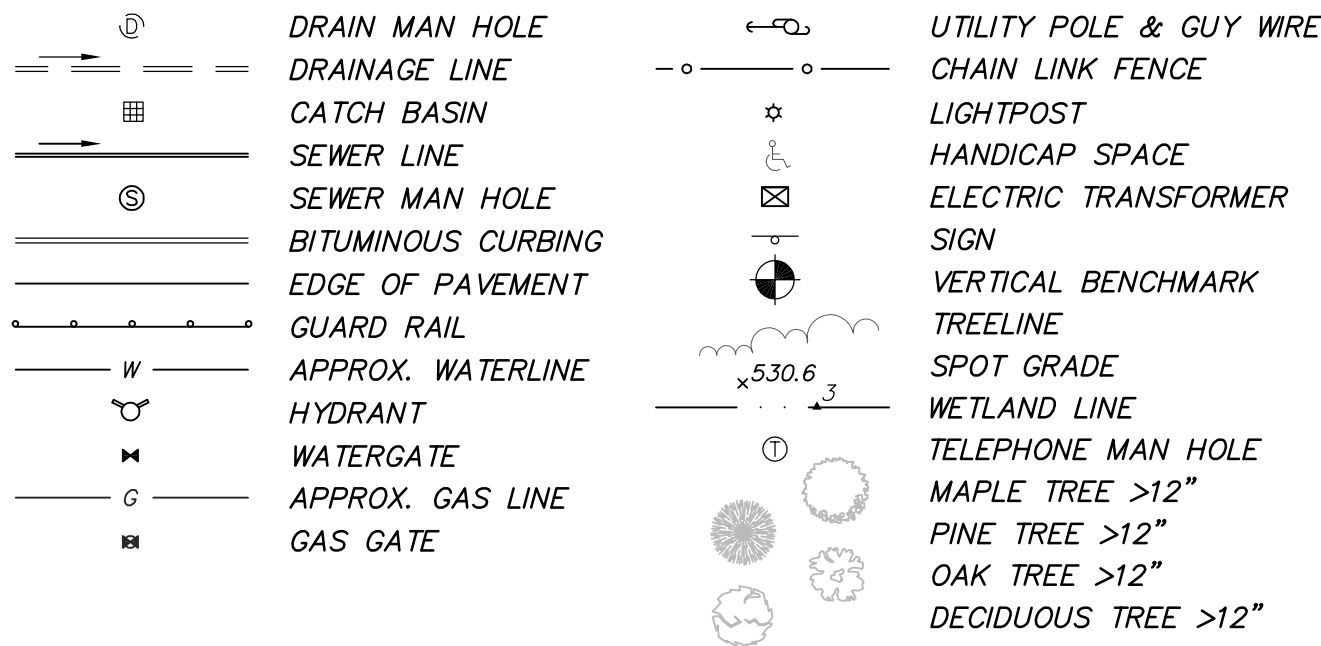 D DRAIN MAN HOLE
DRAINAGE LINE
CATCH BASIN
SEWER LINE
S SEWER MAN HOLE
BITUMINOUS CURBING
EDGE OF PAVEMENT
GUARD RAIL
W APPROX. WATERLINE
HYDRANT
WATERGATE
G APPROX. GAS LINE
GAS GATE
UTILITY POLE & GUY WIRE
CHAIN LINK FENCE
LIGHTPOST
HANDICAP SPACE
ELECTRIC TRANSFORMER
SIGN
VERTICAL BENCHMARK
TREELINE
×530.6 SPOT GRADE
3 WETLAND LINE
T TELEPHONE MAN HOLE
MAPLE TREE >12”
PINE TREE >12”
OAK TREE >12”
DECIDUOUS TREE >12”